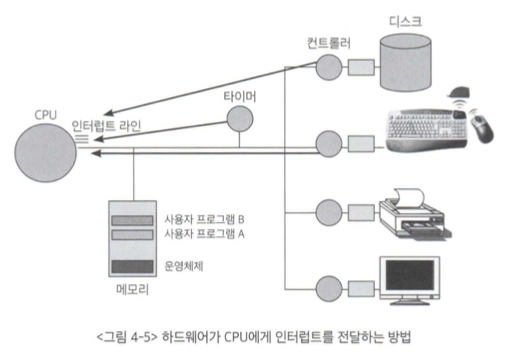 디스크
컨트롤러
타이머
CPU
인터럽트 라인
사용자 프로그램 B
사용자 프로그램 A
운영체제
메모리
<그림 4-5> 하드웨어가 CPU에게 인터럽트를 전달하는 방법